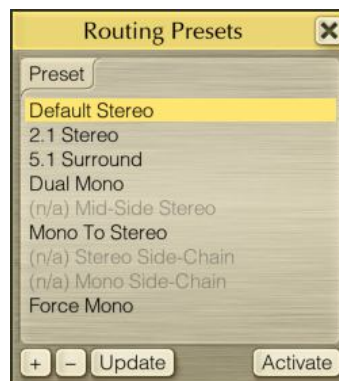 Routing Presets
Preset
Default Stereo
2.1 Stereo
5.1 Surround
Dual Mono
(n/a) Mid-Side Stereo
Mono To Stereo
(n/a) Stereo Side-Chain
(n/a) Mono Side-Chain
Force Mono
+ − Update Activate